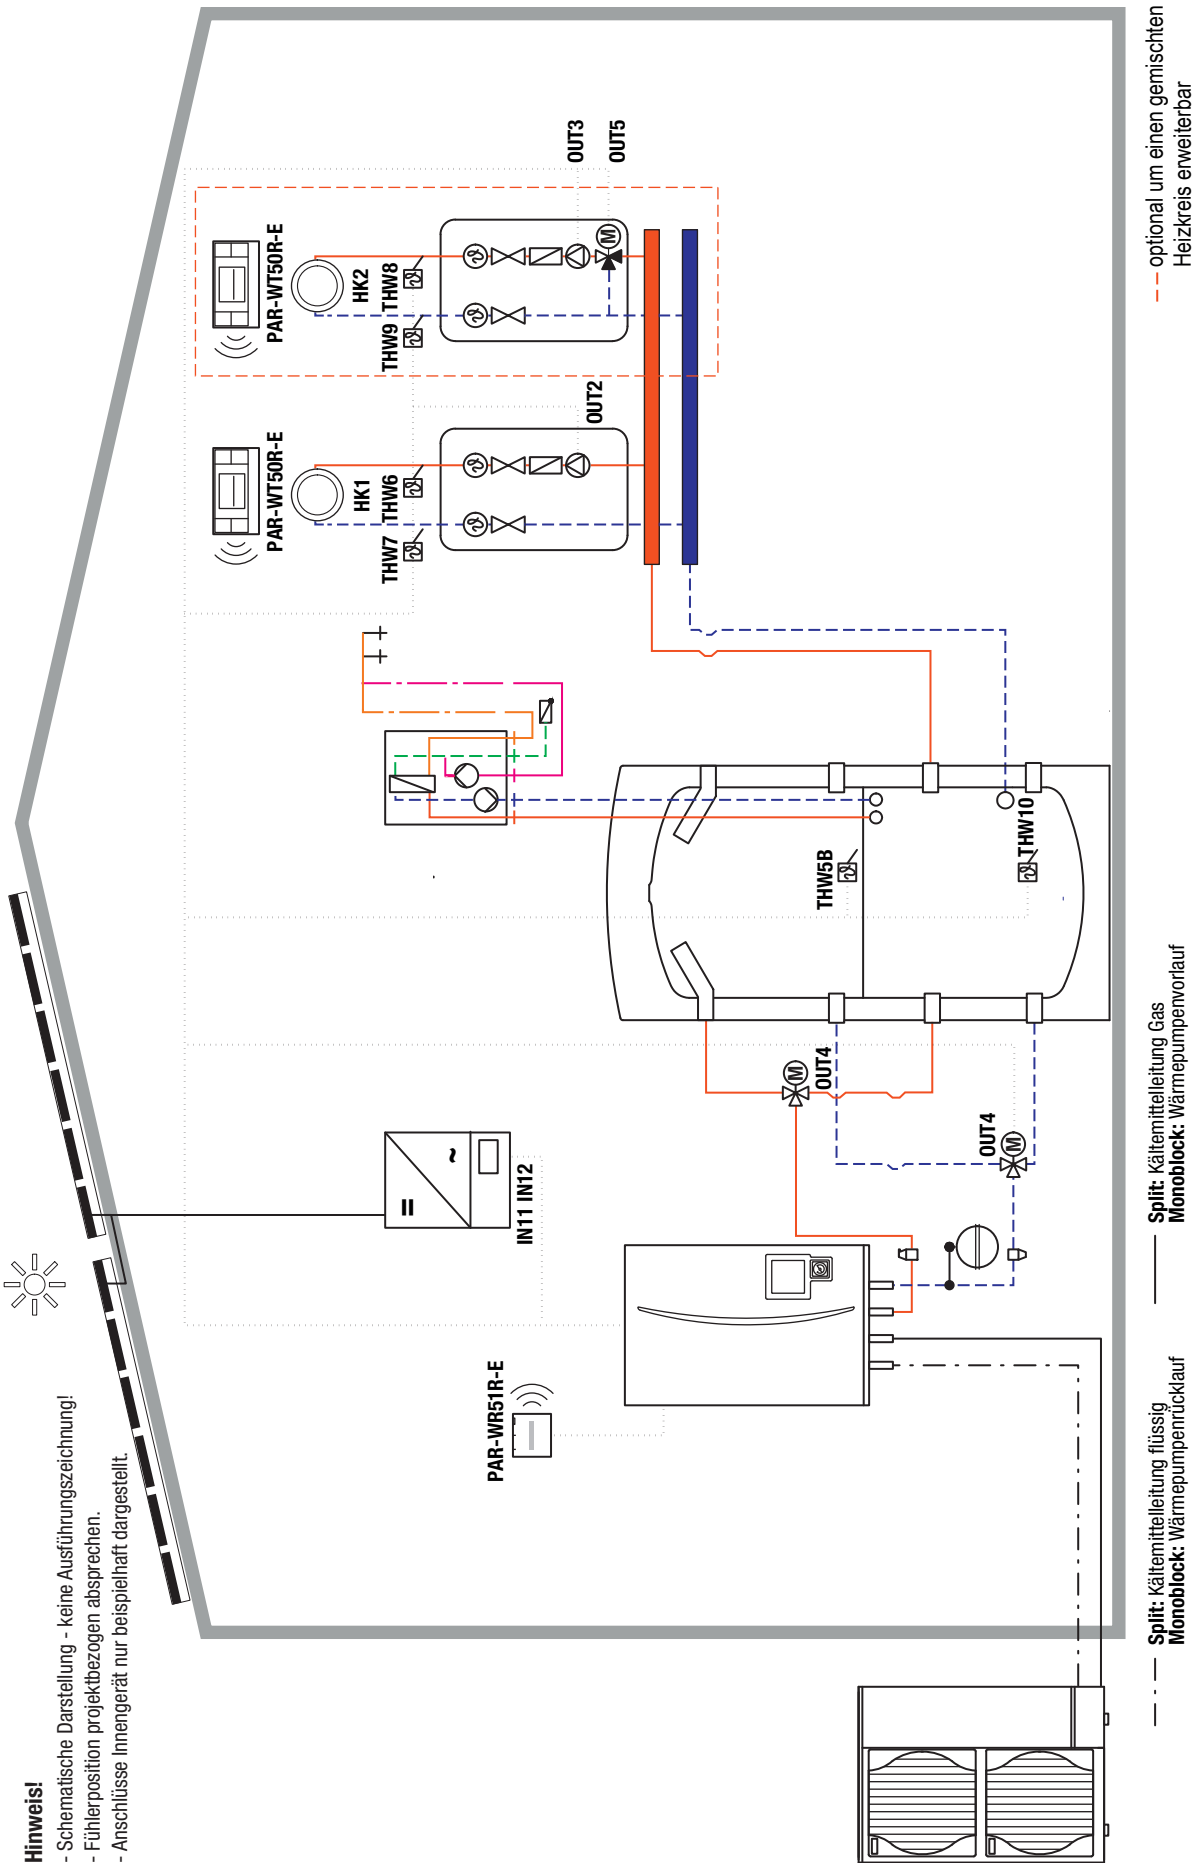 Hinweis!
- Schematische Darstellung - keine Ausführungszeichnung!
- Fühlerposition projektbezogen absprechen.
- Anschlüsse Innengerät nur beispielhaft dargestellt.
PAR-WR51R-E
IN11 IN12
=
~
M
OUT4
M
OUT4
THW5B
THW10
PAR-WT50R-E
HK1
THW7
THW6
OUT2
PAR-WT50R-E
HK2
THW9
THW8
M
OUT3
OUT5
Split: Kältemittelleitung flüssig
Monoblock: Wärmepumpenrücklauf
Split: Kältemittelleitung Gas
Monoblock: Wärmepumpenvorlauf
optional um einen gemischten
Heizkreis erweiterbar